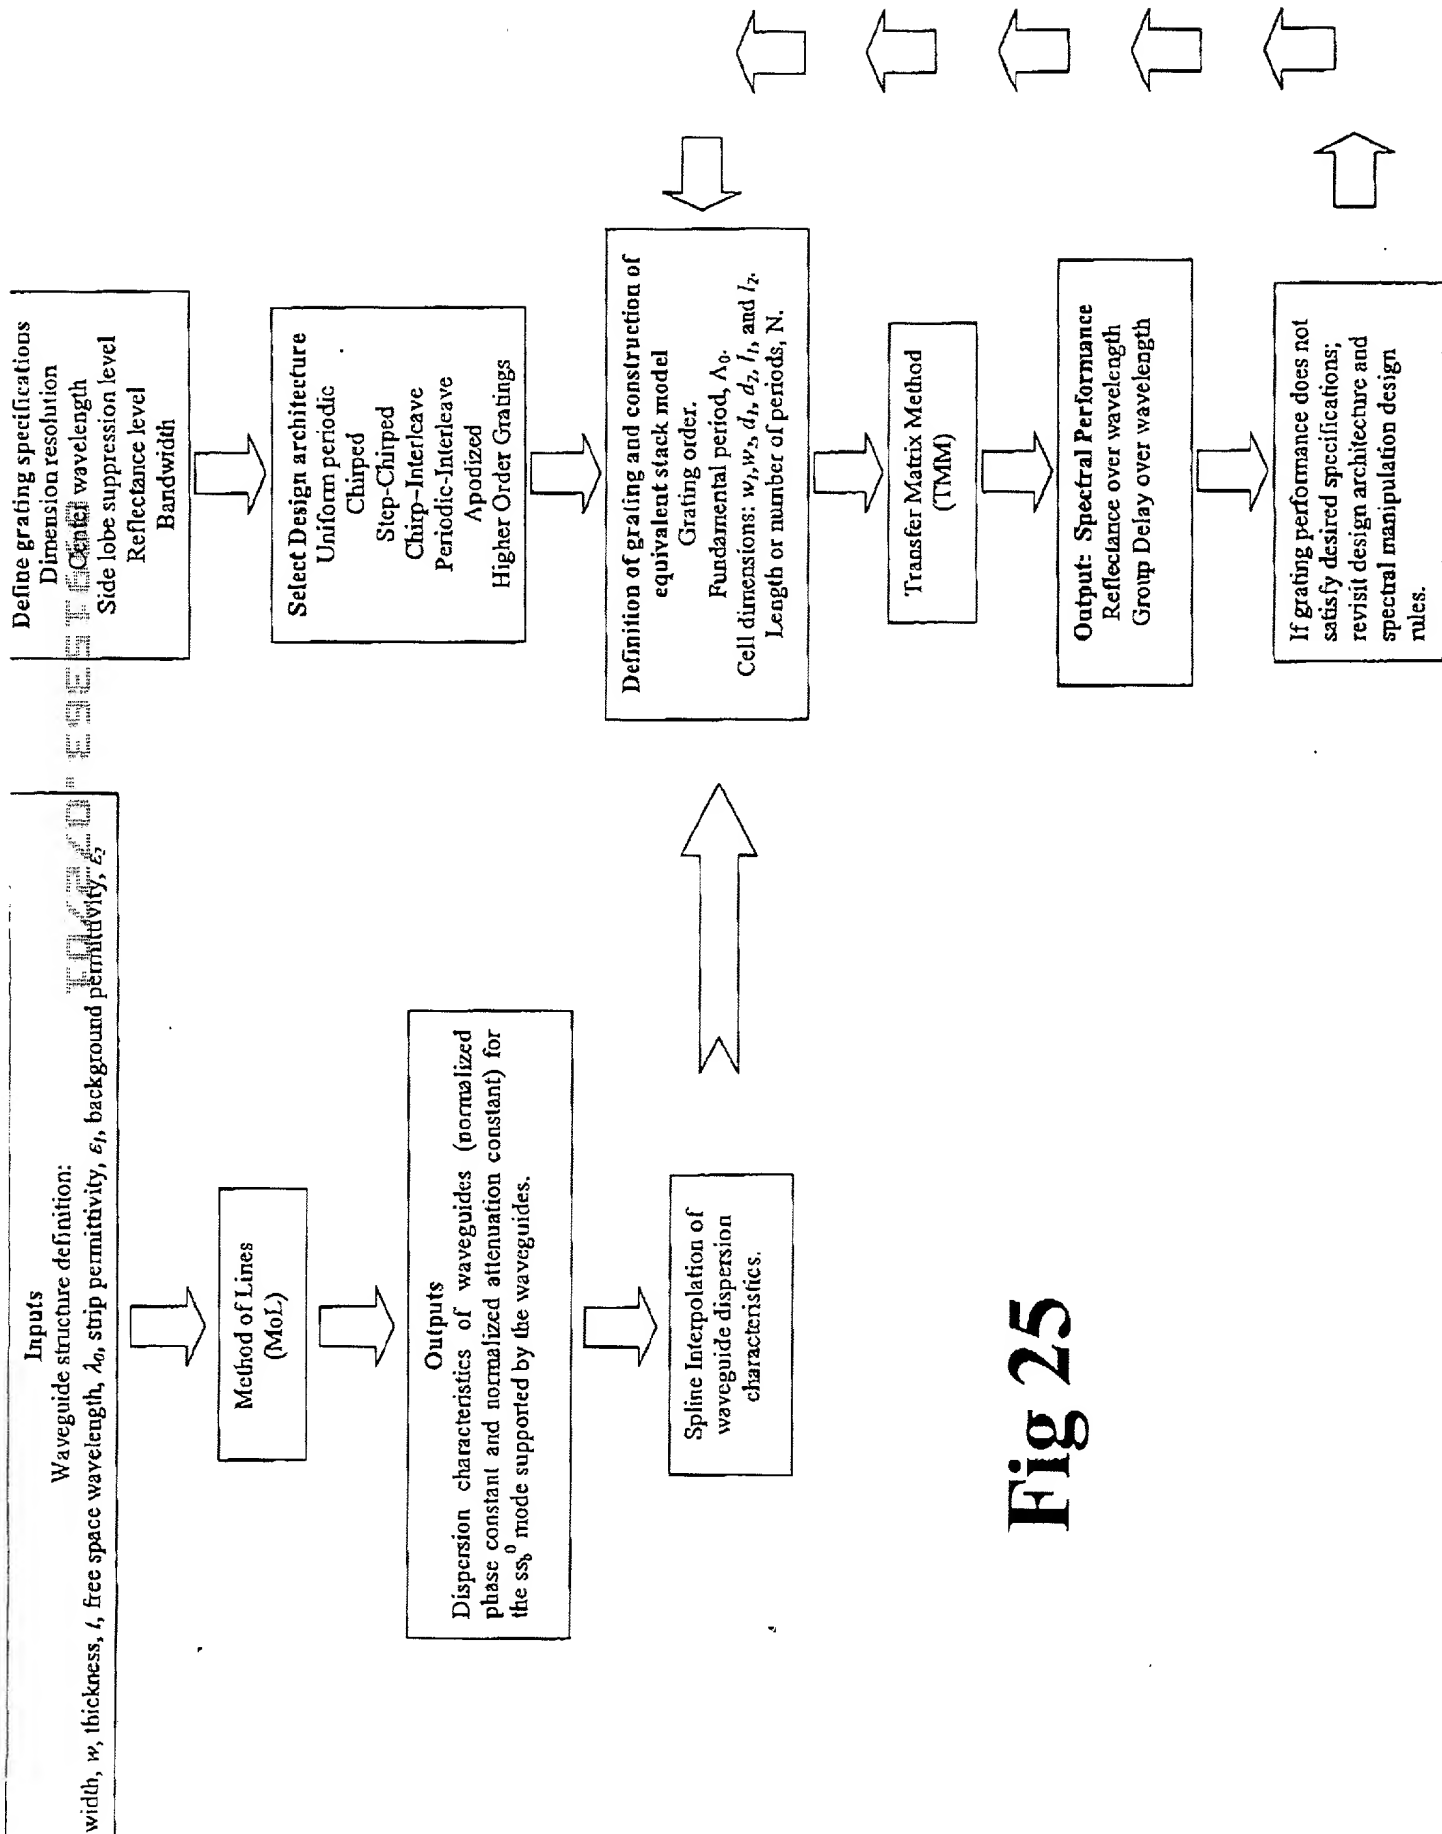 Inputs
Waveguide structure definition:
width, w, thickness, t, free space wavelength, λ0, strip permittivity, ε1, background permittivity, ε2
Method of Lines
(MoL)
Outputs
Dispersion characteristics of waveguides (normalized
phase constant and normalized attenuation constant) for
the ss_b^0 mode supported by the waveguides.
Spline Interpolation of
waveguide dispersion
characteristics.
Define grating specifications
Dimension resolution
Center wavelength
Side lobe suppression level
Reflectance level
Bandwidth
Select Design architecture
Uniform periodic
Chirped
Step-Chirped
Chirp-Interleave
Periodic-Interleave
Apodized
Higher Order Gratings
Definition of grating and construction of
equivalent stack model
Grating order.
Fundamental period, Λ0.
Cell dimensions: w1, w2, d1, d2, l1, and l2.
Length or number of periods, N.
Transfer Matrix Method
(TMM)
Output: Spectral Performance
Reflectance over wavelength
Group Delay over wavelength
If grating performance does not
satisfy desired specifications;
revisit design architecture and
spectral manipulation design
rules.
Fig 25